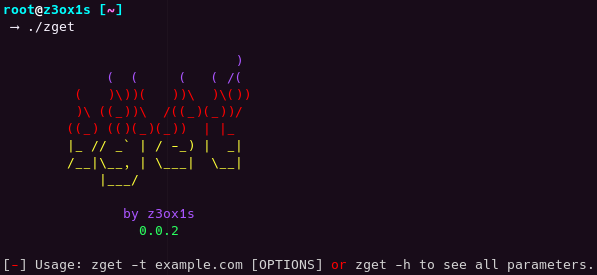 root@z3ox1s [~]
→ ./zget
)
( ( ( ( /(
( )\))( ))\ )\())
)\ ((_))\ /((_)(_))/
((_) (()(_)(_)) | |_
|_ // _` | / -_) | _|
/__|\__, | \___| \__|
|___/
by z3ox1s
0.0.2
[-] Usage: zget -t example.com [OPTIONS] or zget -h to see all parameters.